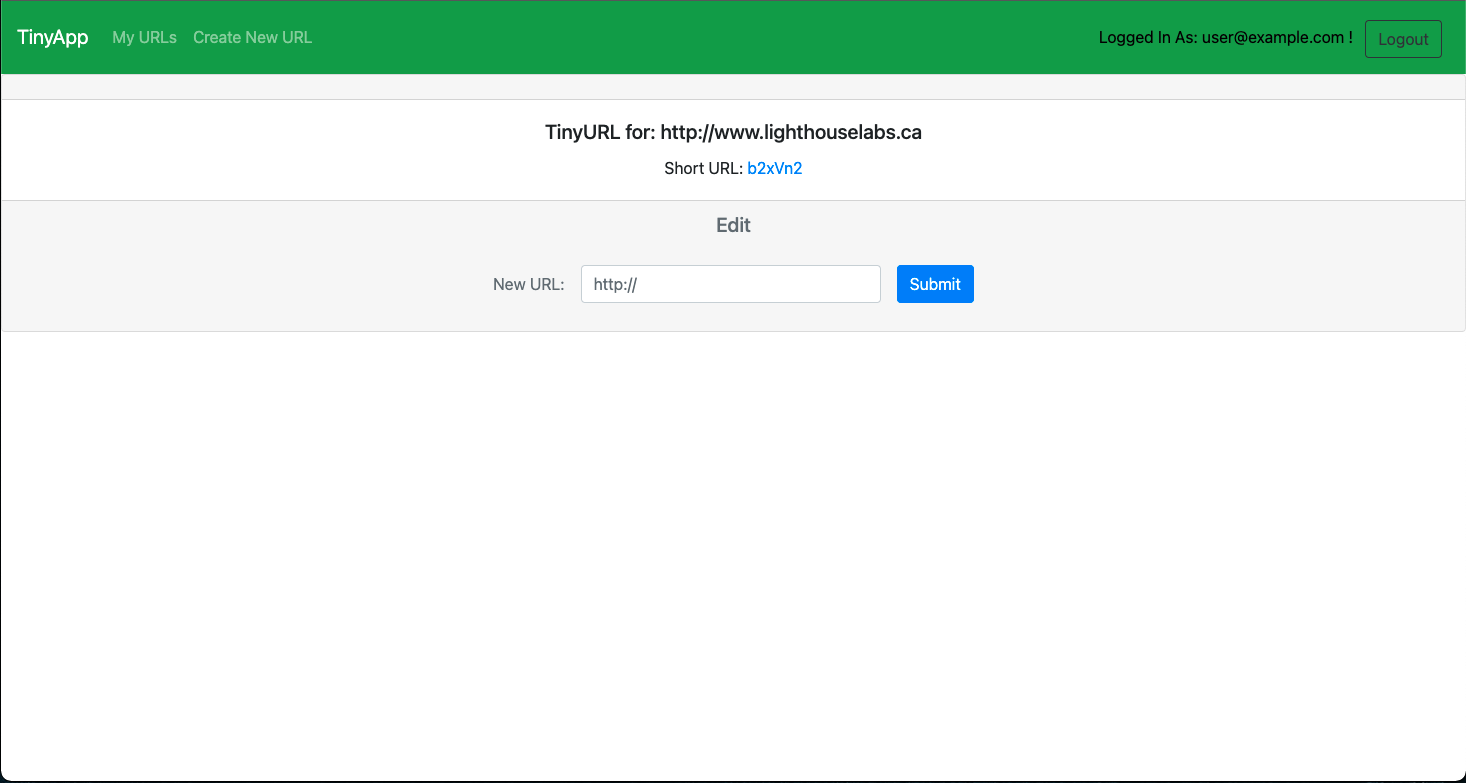 TinyApp My URLs Create New URL Logged In As: user@example.com ! Logout
TinyURL for: http://www.lighthouselabs.ca
Short URL: b2xVn2
Edit
New URL: http:// Submit